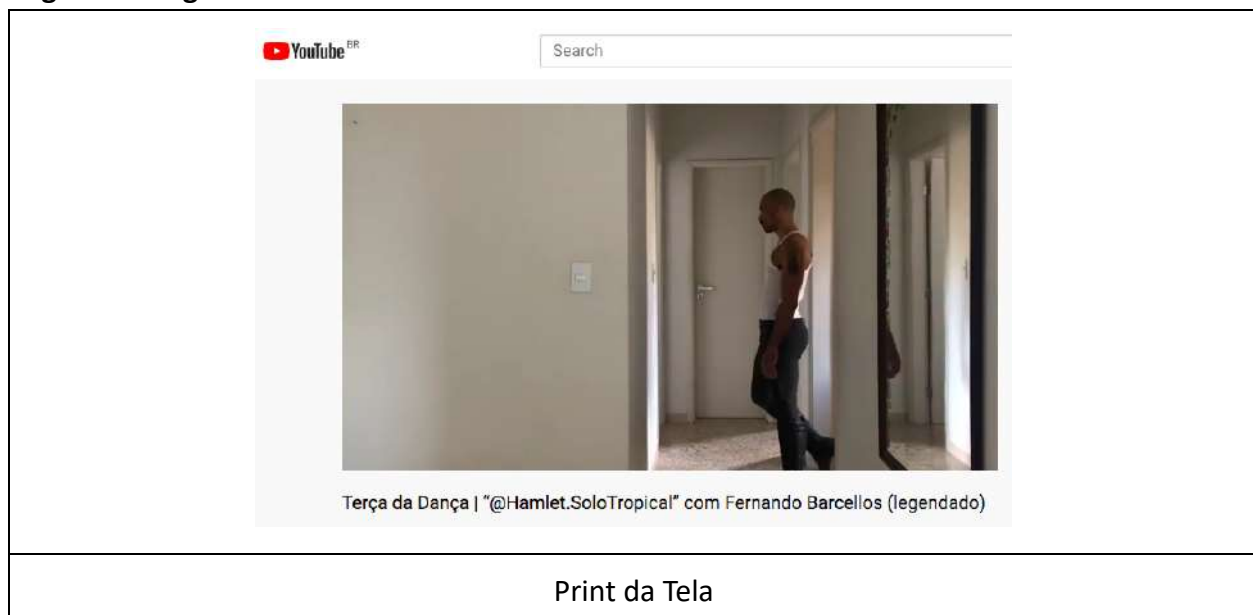 YouTube BR
Search
Terça da Dança | “@Hamlet.SoloTropical” com Fernando Barcellos (legendado)
Print da Tela